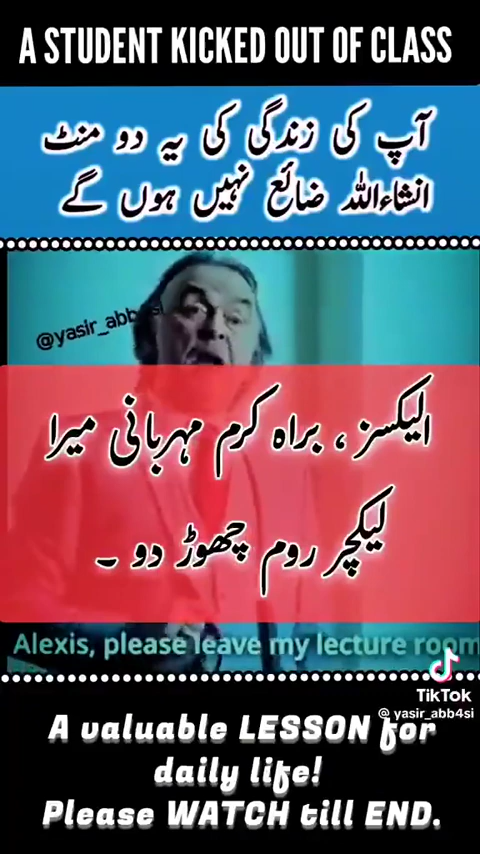 A STUDENT KICKED OUT OF CLASS
آپ کی زندگی کی یہ دو منٹ
انشاءاللہ ضائع نہیں ہوں گے
@yasir_abb4si
الیکسز ، براہ کرم مہربانی میرا
لیکچر روم چھوڑ دو ۔
Alexis, please leave my lecture room
TikTok
@ yasir_abb4si
A valuable LESSON for
daily life!
Please WATCH till END.